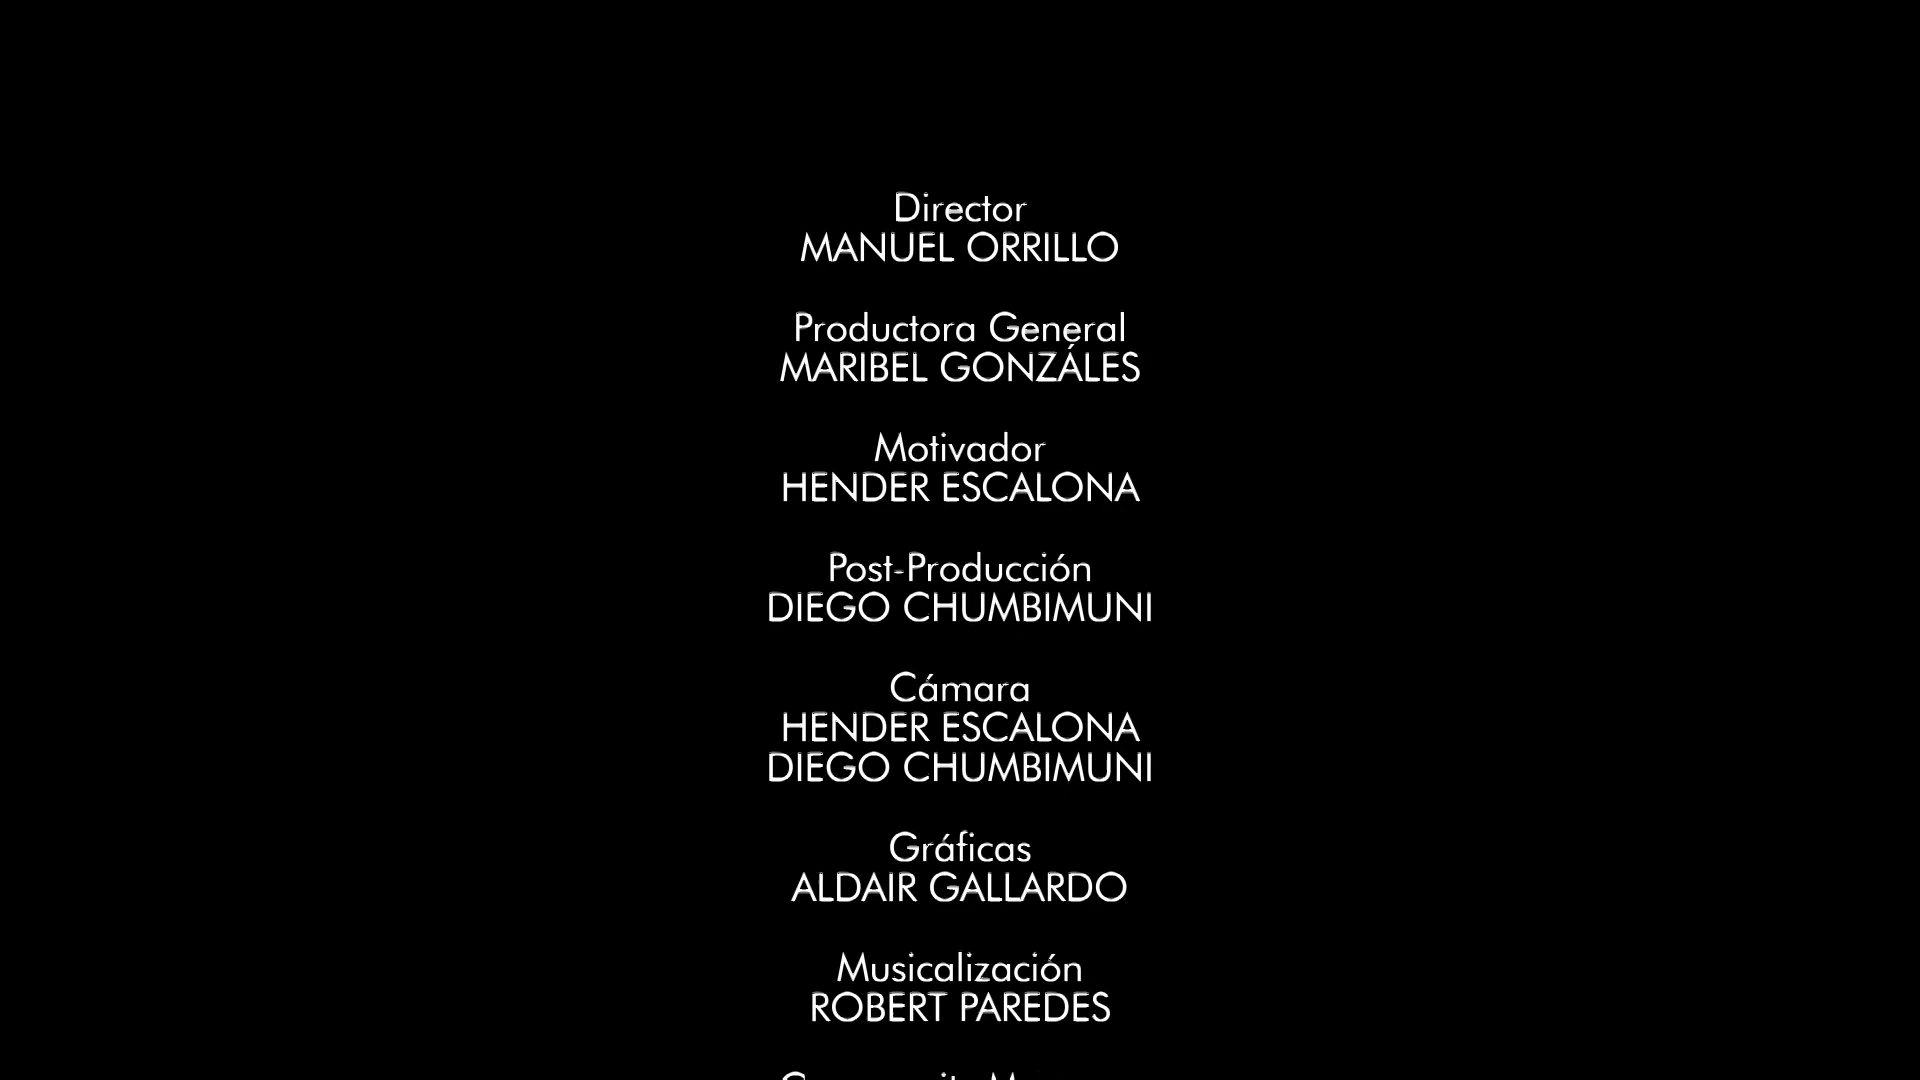 Director
MANUEL ORRILLO
Productora General
MARIBEL GONZÁLES
Motivador
HENDER ESCALONA
Post-Producción
DIEGO CHUMBIMUNI
Cámara
HENDER ESCALONA
DIEGO CHUMBIMUNI
Gráficas
ALDAIR GALLARDO
Musicalización
ROBERT PAREDES